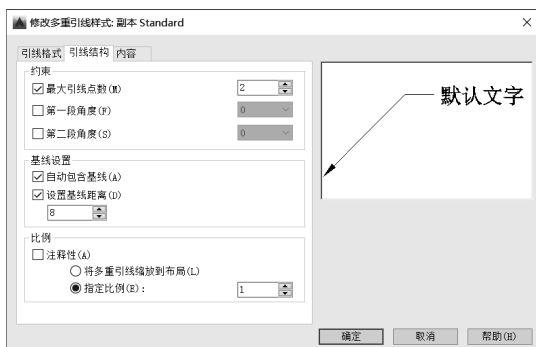 修改多重引线样式: 副本 Standard
引线格式 引线结构 内容
约束
最大引线点数(M) 2
第一段角度(F) 0
第二段角度(S) 0
基线设置
自动包含基线(A)
设置基线距离(D)
8
比例
注释性(A)
将多重引线缩放到布局(L)
指定比例(E): 1
默认文字
确定 取消 帮助(H)